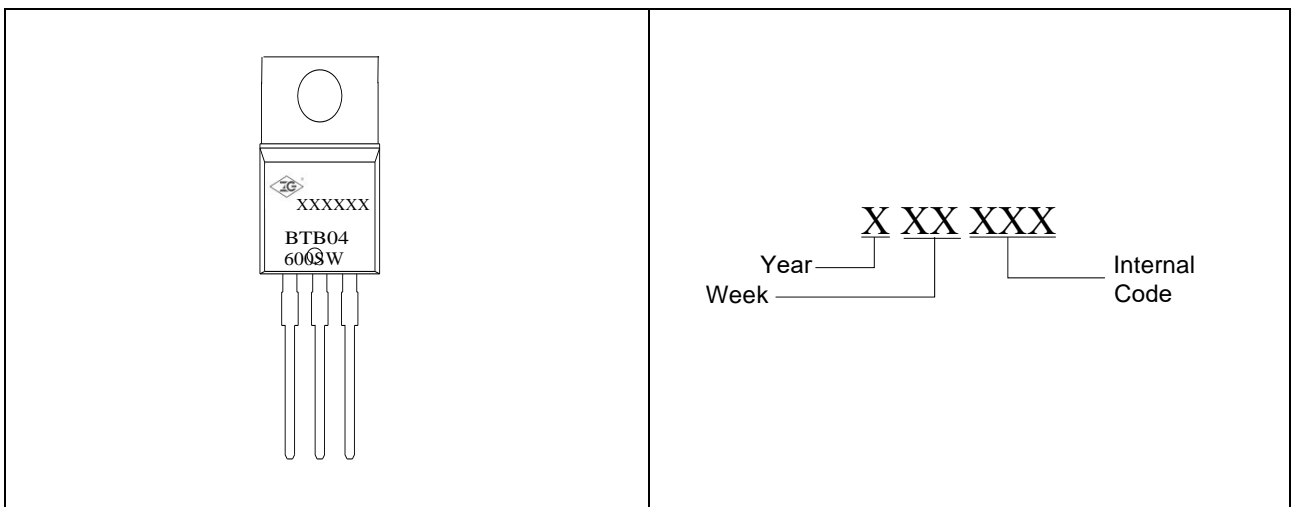 XXXXXX
BTB04
600SW
X XX XXX
Year
Week
Internal
Code